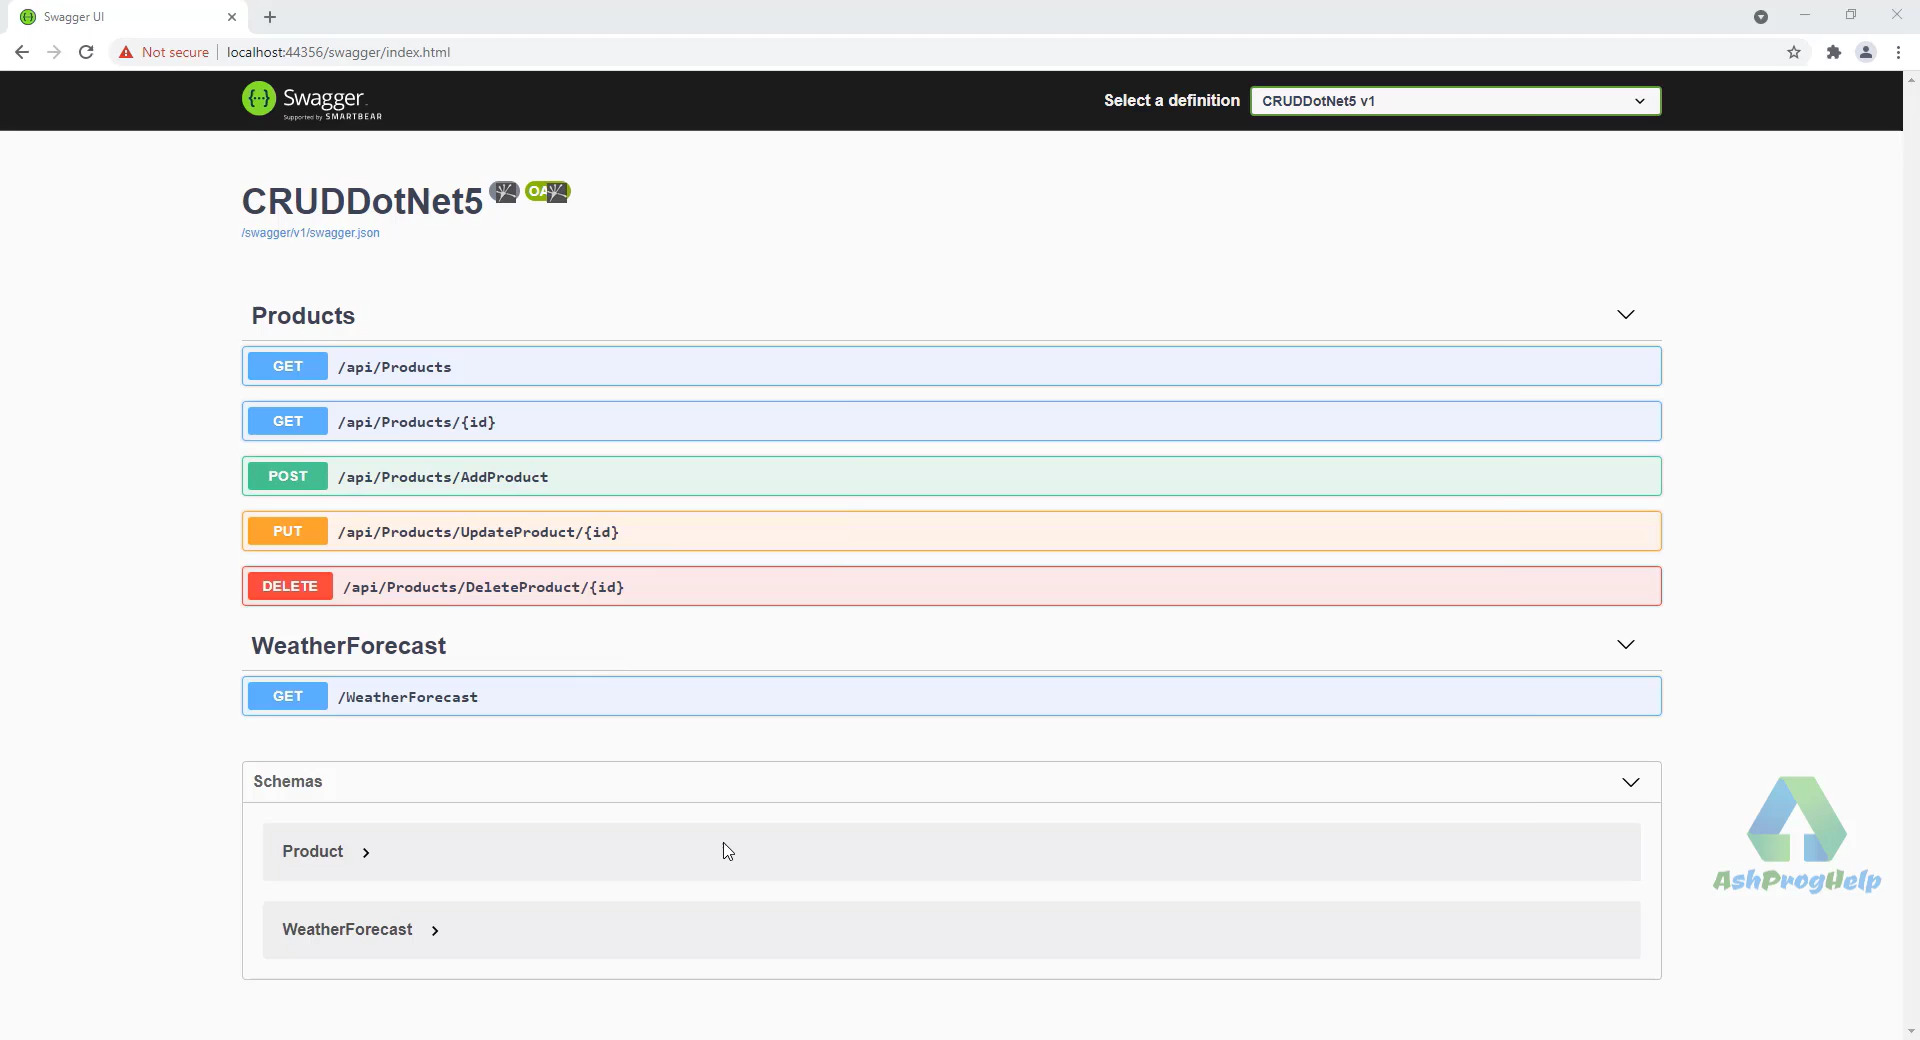 Swagger UI
Not secure
localhost:44356/swagger/index.html
Swagger
Supported by SMARTBEAR
Select a definition
CRUDDotNet5 v1
CRUDDotNet5
/swagger/v1/swagger.json
Products
GET /api/Products
GET /api/Products/{id}
POST /api/Products/AddProduct
PUT /api/Products/UpdateProduct/{id}
DELETE /api/Products/DeleteProduct/{id}
WeatherForecast
GET /WeatherForecast
Schemas
Product
WeatherForecast
AshProgHelp